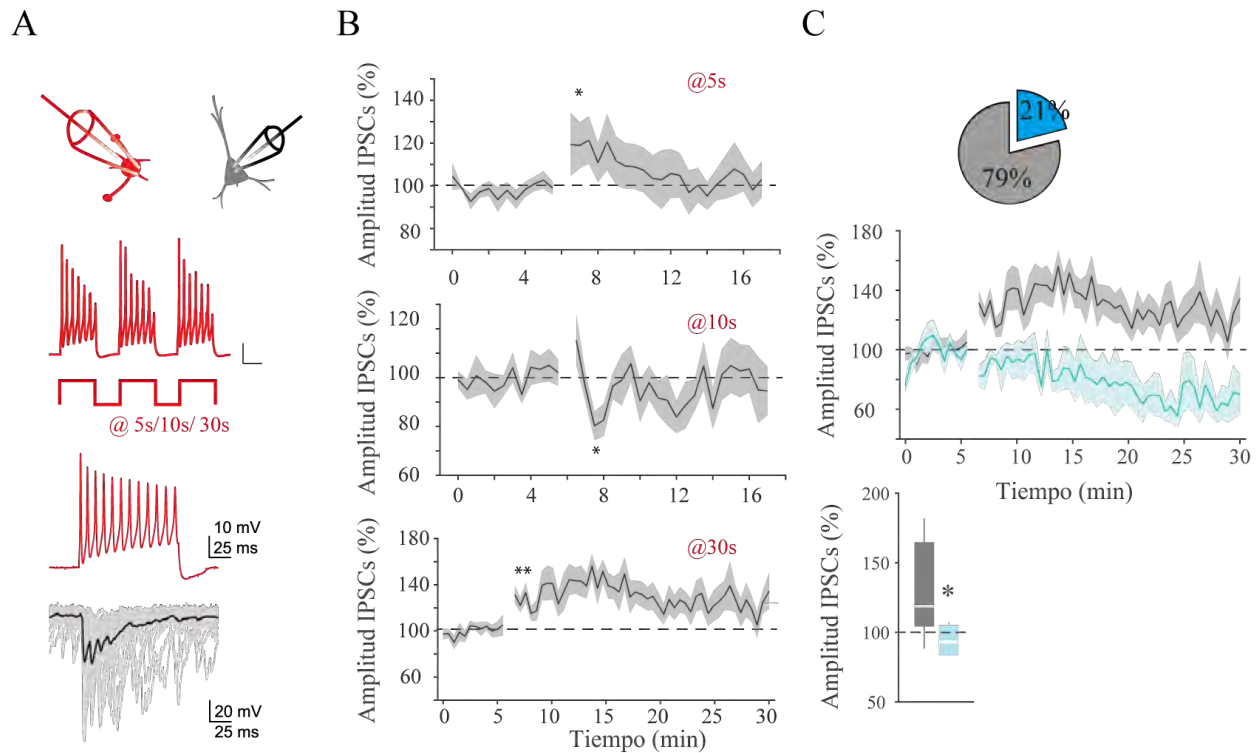 A
@ 5s/10s/ 30s
10 mV
25 ms
20 mV
25 ms
B
Amplitud IPSCs (%)
140
120
100
80
@5s
*
0 4 8 12 16
Amplitud IPSCs (%)
120
100
80
60
@10s
*
0 4 8 12 16
Amplitud IPSCs (%)
180
140
100
60
@30s
**
0 5 10 15 20 25 30
Tiempo (min)
C
21%
79%
Amplitud IPSCs (%)
180
140
100
60
0 5 10 15 20 25 30
Tiempo (min)
Amplitud IPSCs (%)
200
150
100
50
*